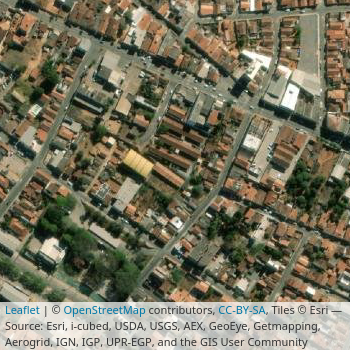 Leaflet | © OpenStreetMap contributors, CC-BY-SA, Tiles © Esri —
Source: Esri, i-cubed, USDA, USGS, AEX, GeoEye, Getmapping,
Aerogrid, IGN, IGP, UPR-EGP, and the GIS User Community